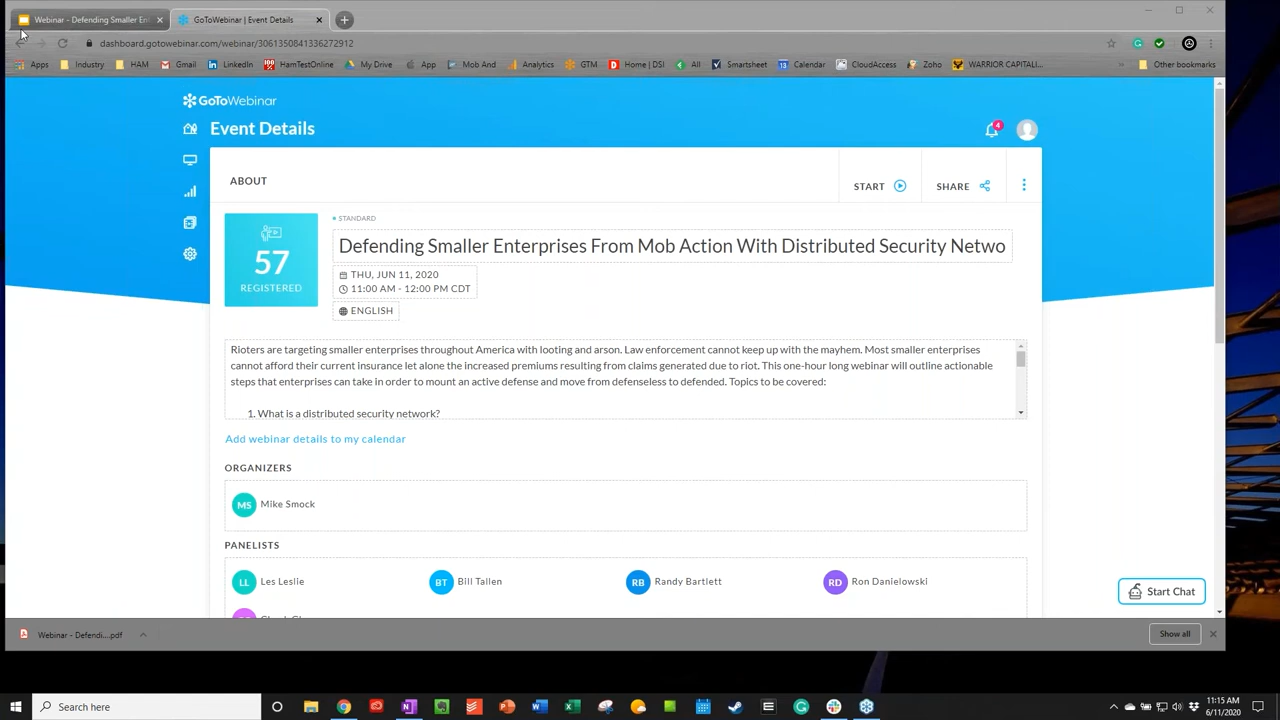 Webinar - Defending Smaller En
GoToWebinar | Event Details
dashboard.gotowebinar.com/webinar/3061350841336272912
Apps Industry HAM Gmail LinkedIn HamTestOnline My Drive App Mob And Analytics GTM Home | DSI All Smartsheet Calendar CloudAccess Zoho WARRIOR CAPITALI... Other bookmarks
GoToWebinar
Event Details
4
ABOUT
START
SHARE
57
REGISTERED
STANDARD
Defending Smaller Enterprises From Mob Action With Distributed Security Netwo
THU, JUN 11, 2020
11:00 AM - 12:00 PM CDT
ENGLISH
Rioters are targeting smaller enterprises throughout America with looting and arson. Law enforcement cannot keep up with the mayhem. Most smaller enterprises
cannot afford their current insurance let alone the increased premiums resulting from claims generated due to riot. This one-hour long webinar will outline actionable
steps that enterprises can take in order to mount an active defense and move from defenseless to defended. Topics to be covered:
1. What is a distributed security network?
Add webinar details to my calendar
ORGANIZERS
MS Mike Smock
PANELISTS
LL Les Leslie
BT Bill Tallen
RB Randy Bartlett
RD Ron Danielowski
Start Chat
Webinar - Defendi....pdf
Show all
Search here
11:15 AM
6/11/2020